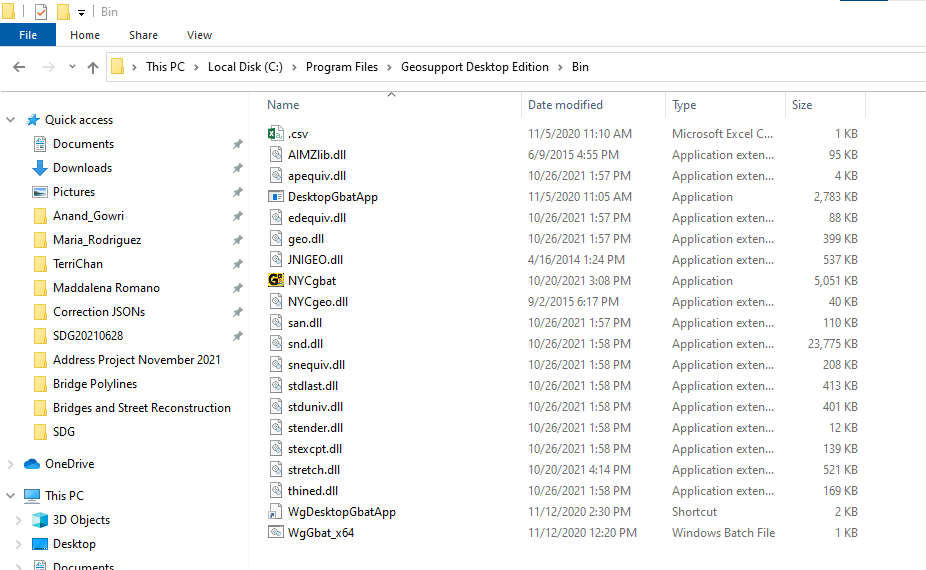 Bin
File Home Share View
This PC Local Disk (C:) Program Files Geosupport Desktop Edition Bin
Quick access
Documents
Downloads
Pictures
Anand_Gowri
Maria_Rodriguez
TerriChan
Maddalena Romano
Correction JSONs
SDG20210628
Address Project November 2021
Bridge Polylines
Bridges and Street Reconstruction
SDG
OneDrive
This PC
3D Objects
Desktop
Documents
Name Date modified Type Size
.csv 11/5/2020 11:10 AM Microsoft Excel C... 1 KB
AIMZlib.dll 6/9/2015 4:55 PM Application exten... 95 KB
apequiv.dll 10/26/2021 1:57 PM Application exten... 4 KB
DesktopGbatApp 11/5/2020 11:05 AM Application 2,783 KB
edequiv.dll 10/26/2021 1:57 PM Application exten... 88 KB
geo.dll 10/26/2021 1:57 PM Application exten... 399 KB
JNIGEO.dll 4/16/2014 1:24 PM Application exten... 537 KB
NYCgbat 10/20/2021 3:08 PM Application 5,051 KB
NYCgeo.dll 9/2/2015 6:17 PM Application exten... 40 KB
san.dll 10/26/2021 1:57 PM Application exten... 110 KB
snd.dll 10/26/2021 1:58 PM Application exten... 23,775 KB
snequiv.dll 10/26/2021 1:58 PM Application exten... 208 KB
stdlast.dll 10/26/2021 1:58 PM Application exten... 413 KB
stduniv.dll 10/26/2021 1:58 PM Application exten... 401 KB
stender.dll 10/26/2021 1:58 PM Application exten... 12 KB
stexcpt.dll 10/26/2021 1:58 PM Application exten... 139 KB
stretch.dll 10/20/2021 4:14 PM Application exten... 521 KB
thined.dll 10/26/2021 1:58 PM Application exten... 169 KB
WgDesktopGbatApp 11/12/2020 2:30 PM Shortcut 2 KB
WgGbat_x64 11/12/2020 12:20 PM Windows Batch File 1 KB